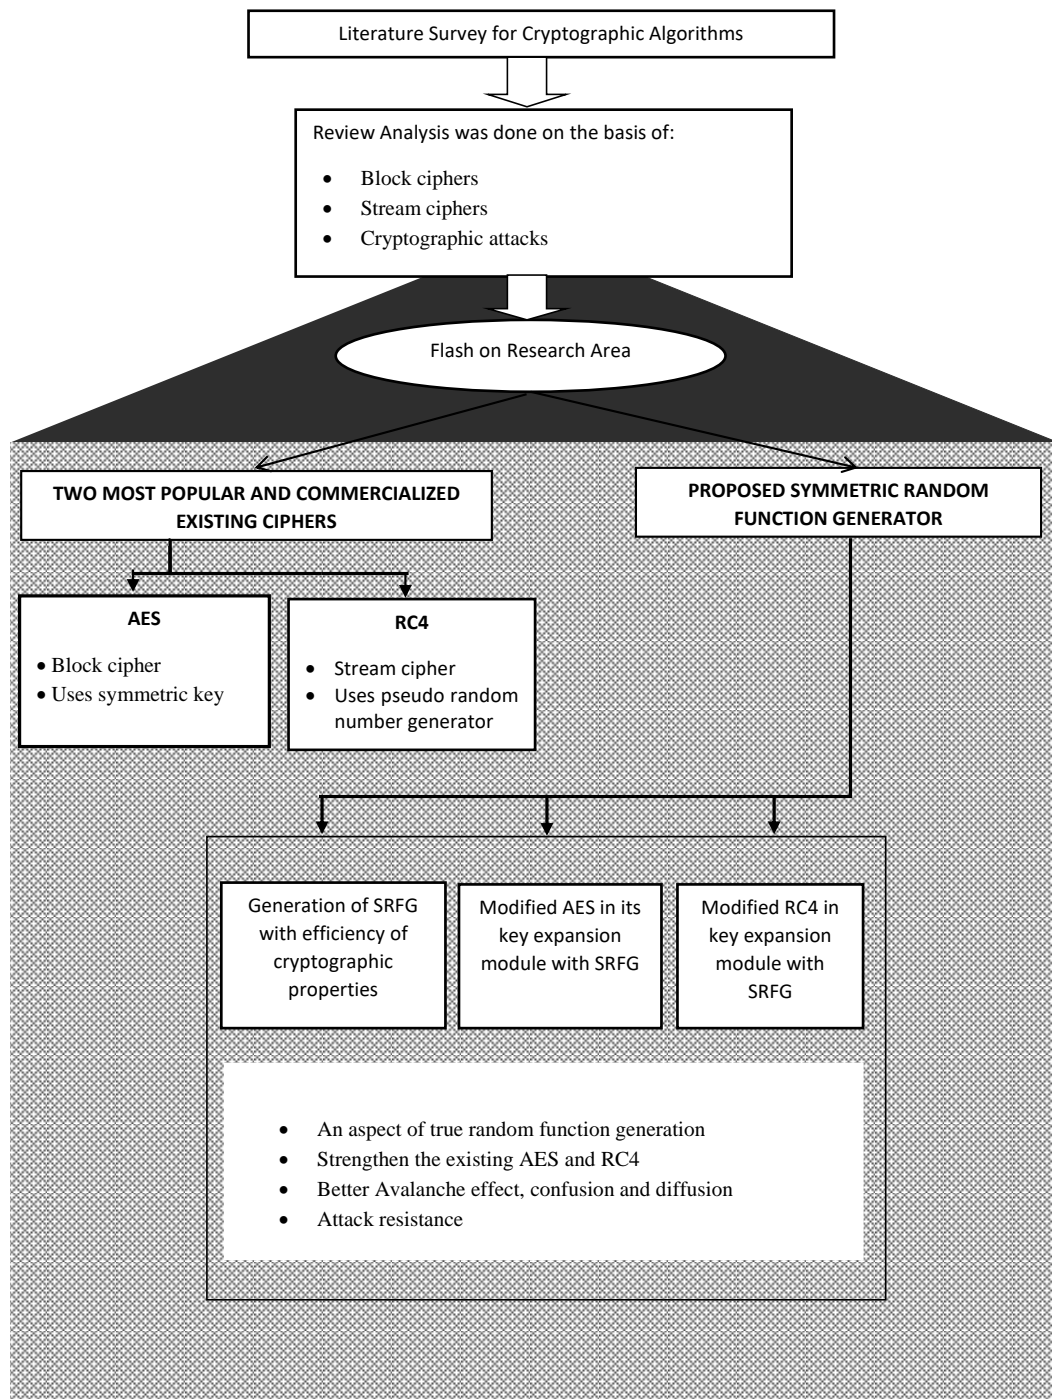 Literature Survey for Cryptographic Algorithms
Review Analysis was done on the basis of:
• Block ciphers
• Stream ciphers
• Cryptographic attacks
Flash on Research Area
TWO MOST POPULAR AND COMMERCIALIZED
EXISTING CIPHERS
PROPOSED SYMMETRIC RANDOM
FUNCTION GENERATOR
AES
• Block cipher
• Uses symmetric key
RC4
• Stream cipher
• Uses pseudo random
number generator
Generation of SRFG
with efficiency of
cryptographic
properties
Modified AES in its
key expansion
module with SRFG
Modified RC4 in
key expansion
module with
SRFG
• An aspect of true random function generation
• Strengthen the existing AES and RC4
• Better Avalanche effect, confusion and diffusion
• Attack resistance